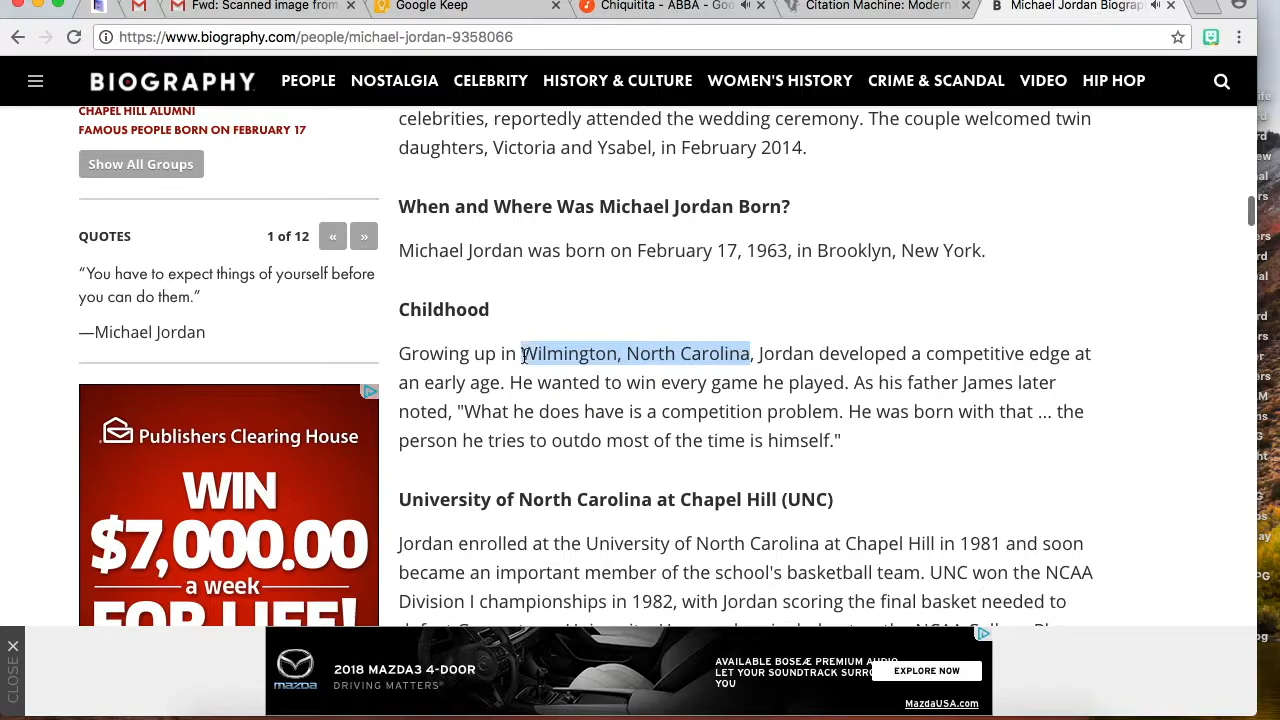 Fwd: Scanned image from
Google Keep
Chiquitita – ABBA – Goo
Citation Machine: Modern
Michael Jordan Biograp
https://www.biography.com/people/michael-jordan-9358066
BIOGRAPHY PEOPLE NOSTALGIA CELEBRITY HISTORY & CULTURE WOMEN'S HISTORY CRIME & SCANDAL VIDEO HIP HOP
CHAPEL HILL ALUMNI
FAMOUS PEOPLE BORN ON FEBRUARY 17
Show All Groups
QUOTES 1 of 12 « »
“You have to expect things of yourself before
you can do them.”
—Michael Jordan
Publishers Clearing House
WIN
$7,000.00
a week
FOR LIFE!
celebrities, reportedly attended the wedding ceremony. The couple welcomed twin
daughters, Victoria and Ysabel, in February 2014.
When and Where Was Michael Jordan Born?
Michael Jordan was born on February 17, 1963, in Brooklyn, New York.
Childhood
Growing up in Wilmington, North Carolina, Jordan developed a competitive edge at
an early age. He wanted to win every game he played. As his father James later
noted, "What he does have is a competition problem. He was born with that ... the
person he tries to outdo most of the time is himself."
University of North Carolina at Chapel Hill (UNC)
Jordan enrolled at the University of North Carolina at Chapel Hill in 1981 and soon
became an important member of the school's basketball team. UNC won the NCAA
Division I championships in 1982, with Jordan scoring the final basket needed to
CLOSE
mazda
2018 MAZDA3 4-DOOR
DRIVING MATTERS®
AVAILABLE BOSE® PREMIUM AUDIO
LET YOUR SOUNDTRACK SURRO
YOU
EXPLORE NOW
MazdaUSA.com